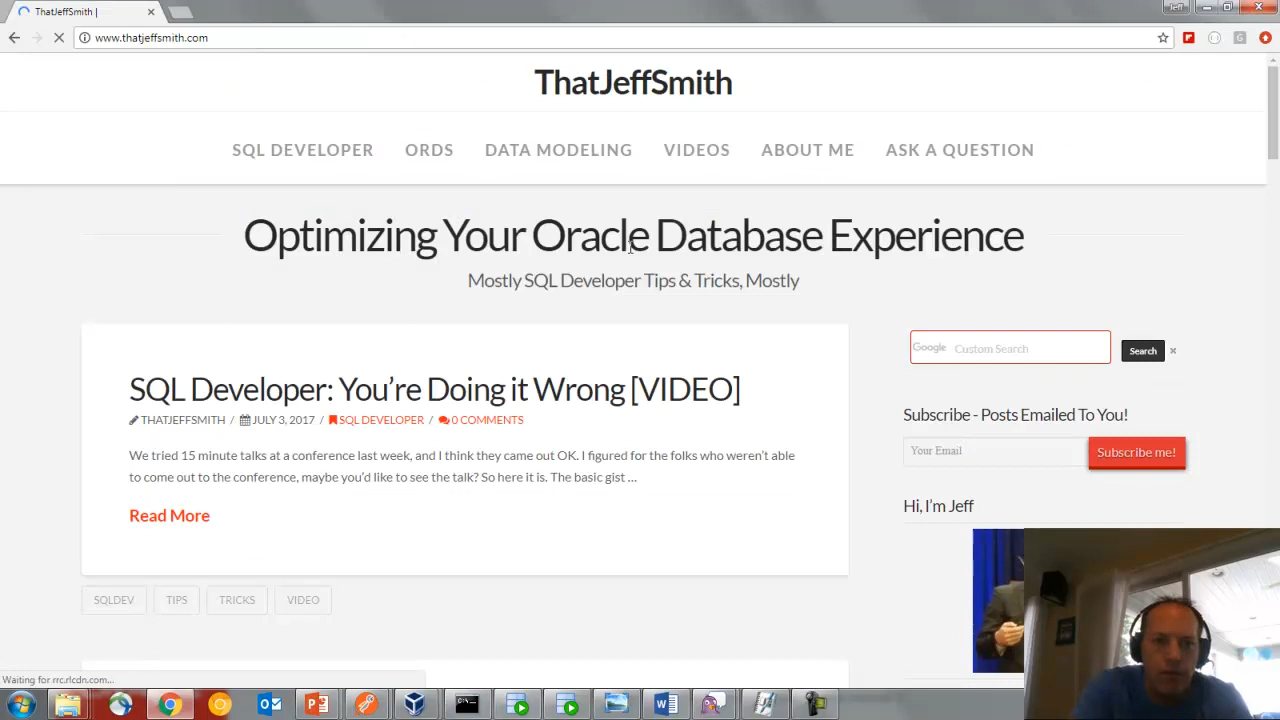 ThatJeffSmith |
Jeff
www.thatjeffsmith.com
ThatJeffSmith
SQL DEVELOPER ORDS DATA MODELING VIDEOS ABOUT ME ASK A QUESTION
Optimizing Your Oracle Database Experience
Mostly SQL Developer Tips & Tricks, Mostly
Google Custom Search Search
SQL Developer: You're Doing it Wrong [VIDEO]
THATJEFFSMITH / JULY 3, 2017 / SQL DEVELOPER / 0 COMMENTS
We tried 15 minute talks at a conference last week, and I think they came out OK. I figured for the folks who weren't able
to come out to the conference, maybe you'd like to see the talk? So here it is. The basic gist ...
Read More
Subscribe - Posts Emailed To You!
Your Email Subscribe me!
Hi, I'm Jeff
SQLDEV TIPS TRICKS VIDEO
Waiting for rrc.rlcdn.com...